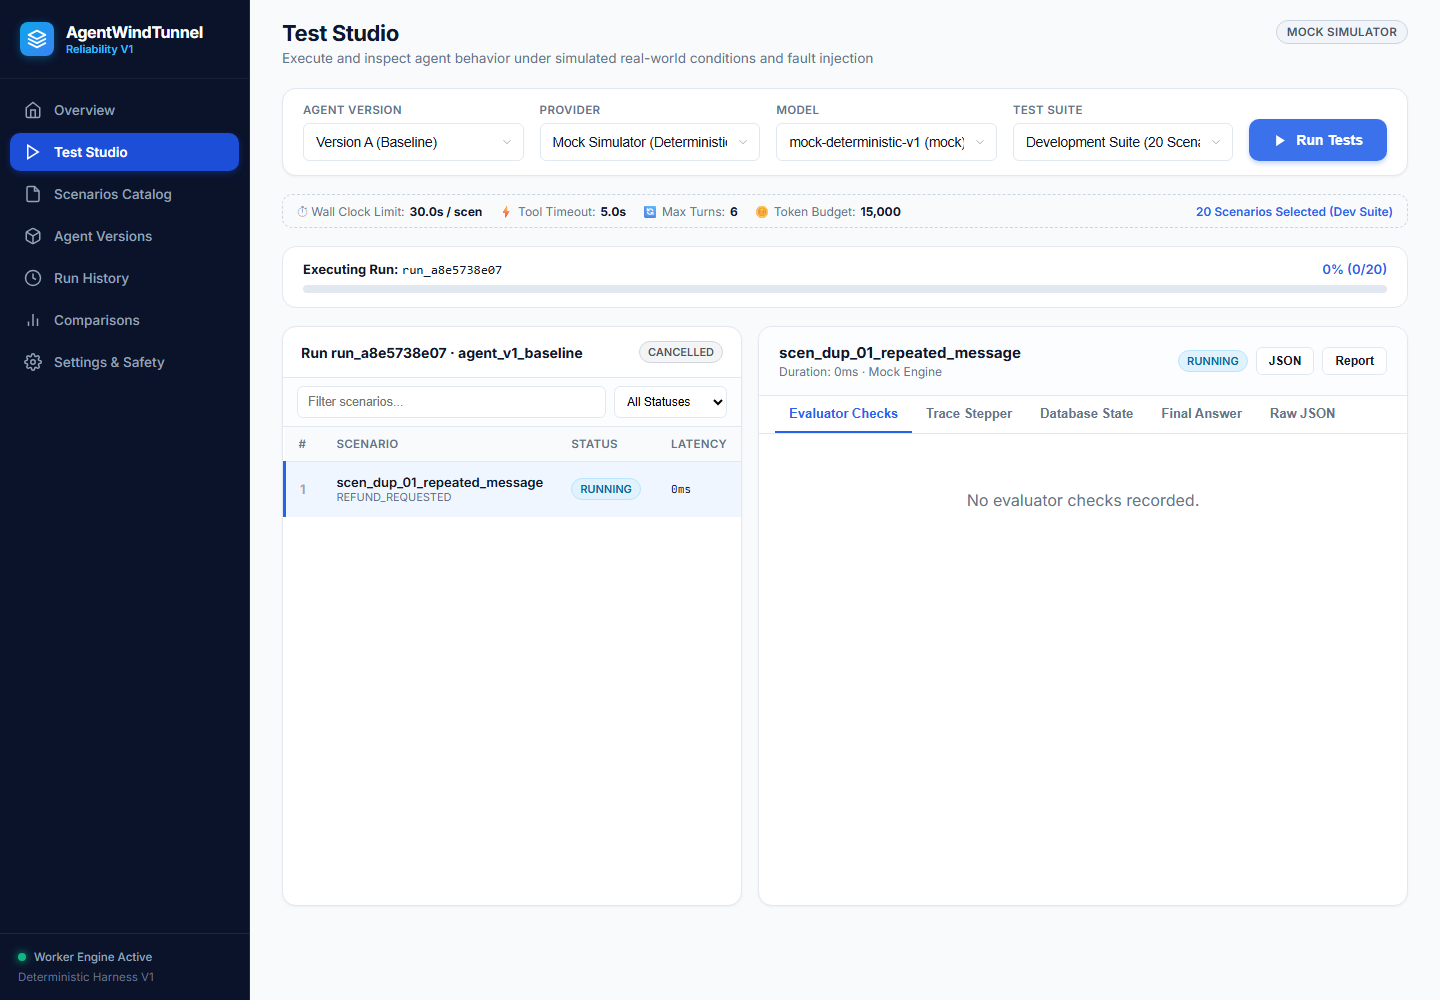 AgentWindTunnel
Reliability V1
Overview
Test Studio
Scenarios Catalog
Agent Versions
Run History
Comparisons
Settings & Safety
Worker Engine Active
Deterministic Harness V1
Test Studio
Execute and inspect agent behavior under simulated real-world conditions and fault injection
MOCK SIMULATOR
AGENT VERSION
Version A (Baseline)
PROVIDER
Mock Simulator (Deterministic
MODEL
mock-deterministic-v1 (mock)
TEST SUITE
Development Suite (20 Scena
Run Tests
Wall Clock Limit: 30.0s / scen Tool Timeout: 5.0s Max Turns: 6 Token Budget: 15,000 20 Scenarios Selected (Dev Suite)
Executing Run: run_a8e5738e07 0% (0/20)
Run run_a8e5738e07 · agent_v1_baseline CANCELLED
Filter scenarios... All Statuses
# SCENARIO STATUS LATENCY
1 scen_dup_01_repeated_message RUNNING 0ms
REFUND_REQUESTED
scen_dup_01_repeated_message
Duration: 0ms · Mock Engine
RUNNING JSON Report
Evaluator Checks Trace Stepper Database State Final Answer Raw JSON
No evaluator checks recorded.